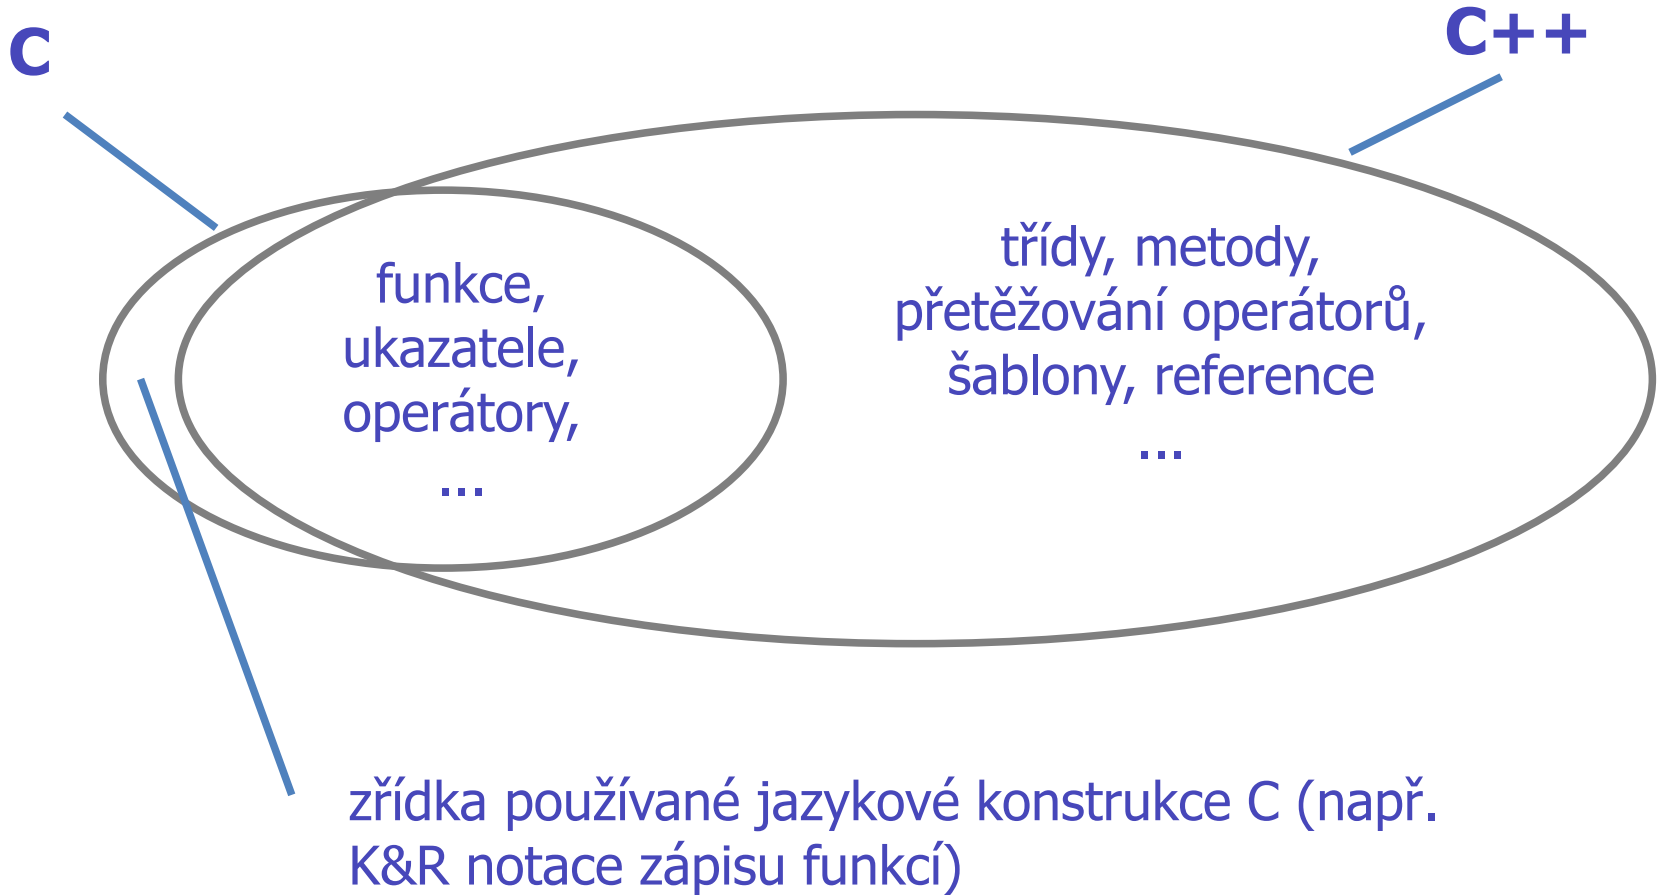 C
C++
funkce,
ukazatele,
operátory,
...
třídy, metody,
přetěžování operátorů,
šablony, reference
...
zřídka používané jazykové konstrukce C (např.
K&R notace zápisu funkcí)